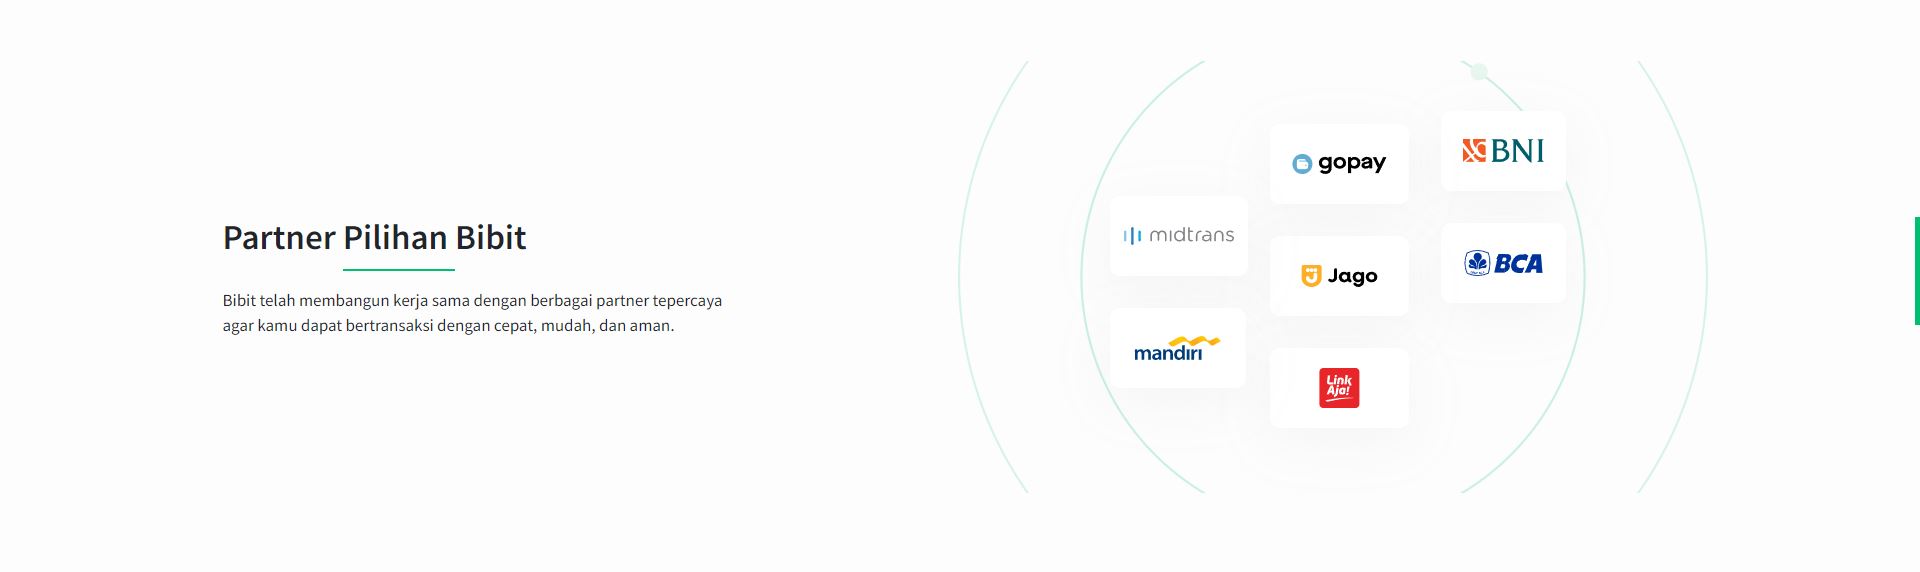 Partner Pilihan Bibit
Bibit telah membangun kerja sama dengan berbagai partner tepercaya
agar kamu dapat bertransaksi dengan cepat, mudah, dan aman.
midtrans
mandiri
gopay
Jago
Link
Aja!
BNI
BCA